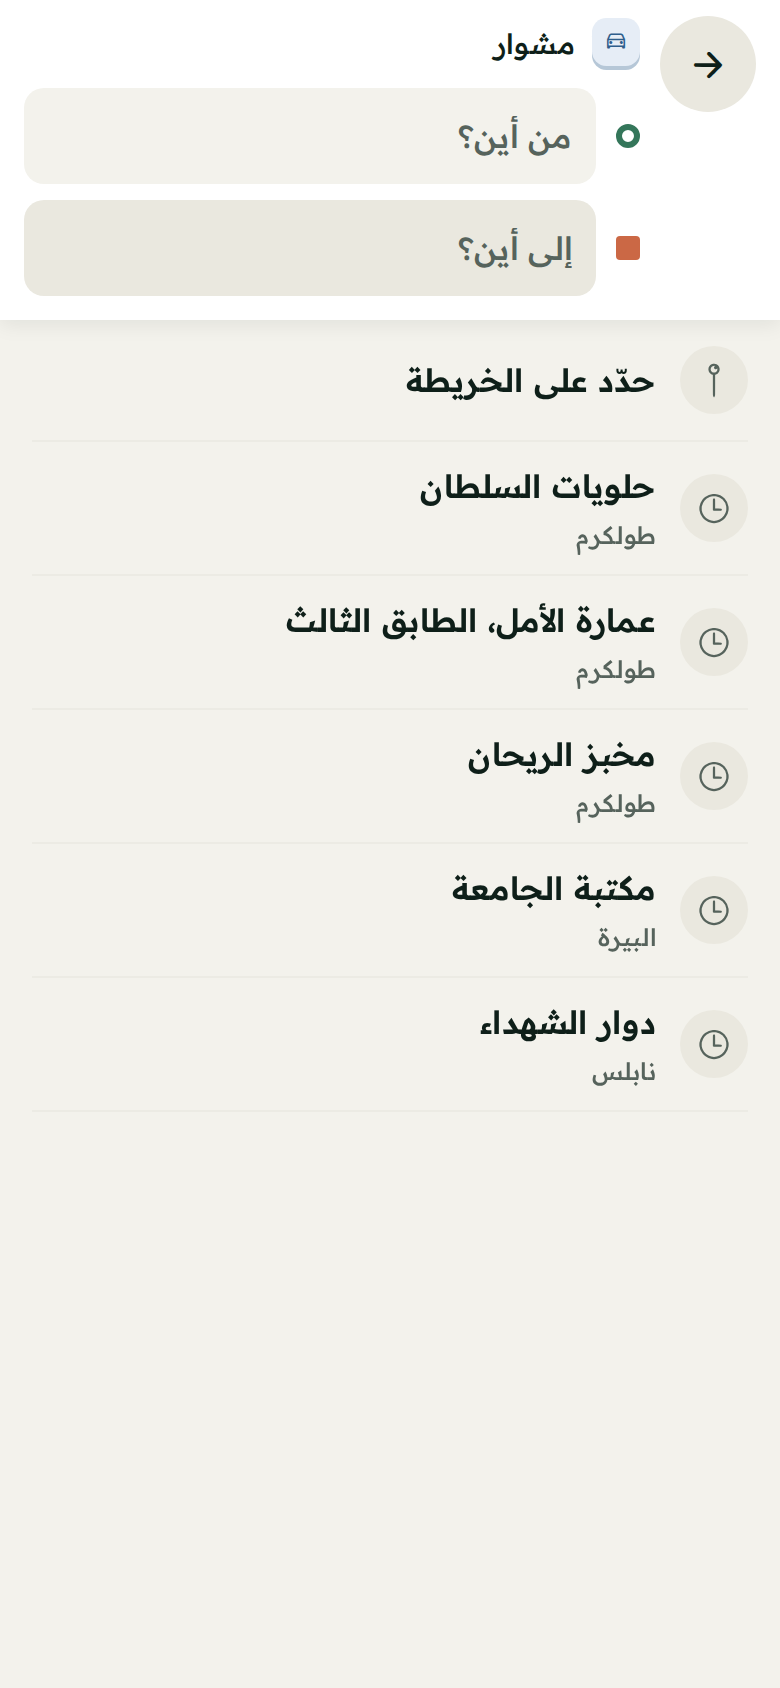 مشوار
من أين؟
إلى أين؟
حدّد على الخريطة
حلويات السلطان
طولكرم
عمارة الأمل، الطابق الثالث
طولكرم
مخبز الريحان
طولكرم
مكتبة الجامعة
البيرة
دوار الشهداء
نابلس